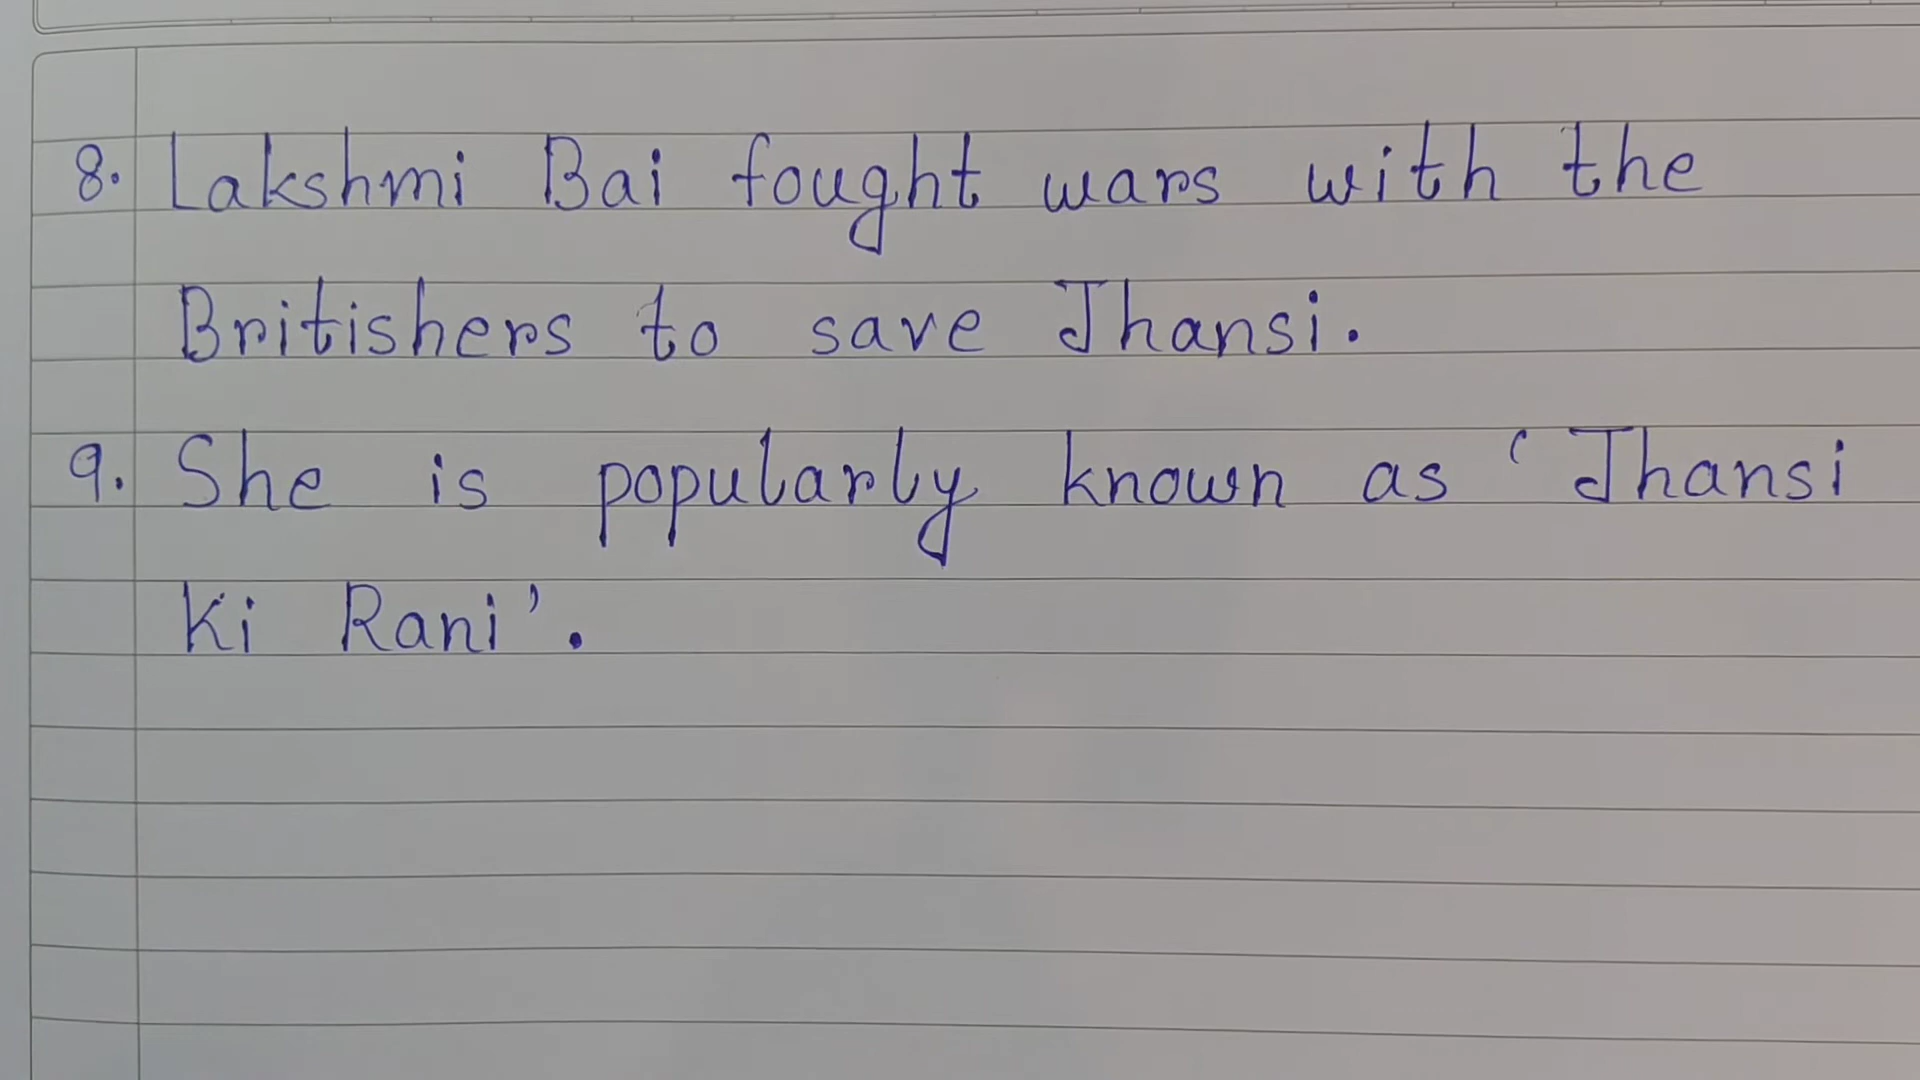 8. Lakshmi Bai fought wars with the
Britishers to save Jhansi.
9. She is popularly known as 'Jhansi
Ki Rani'.